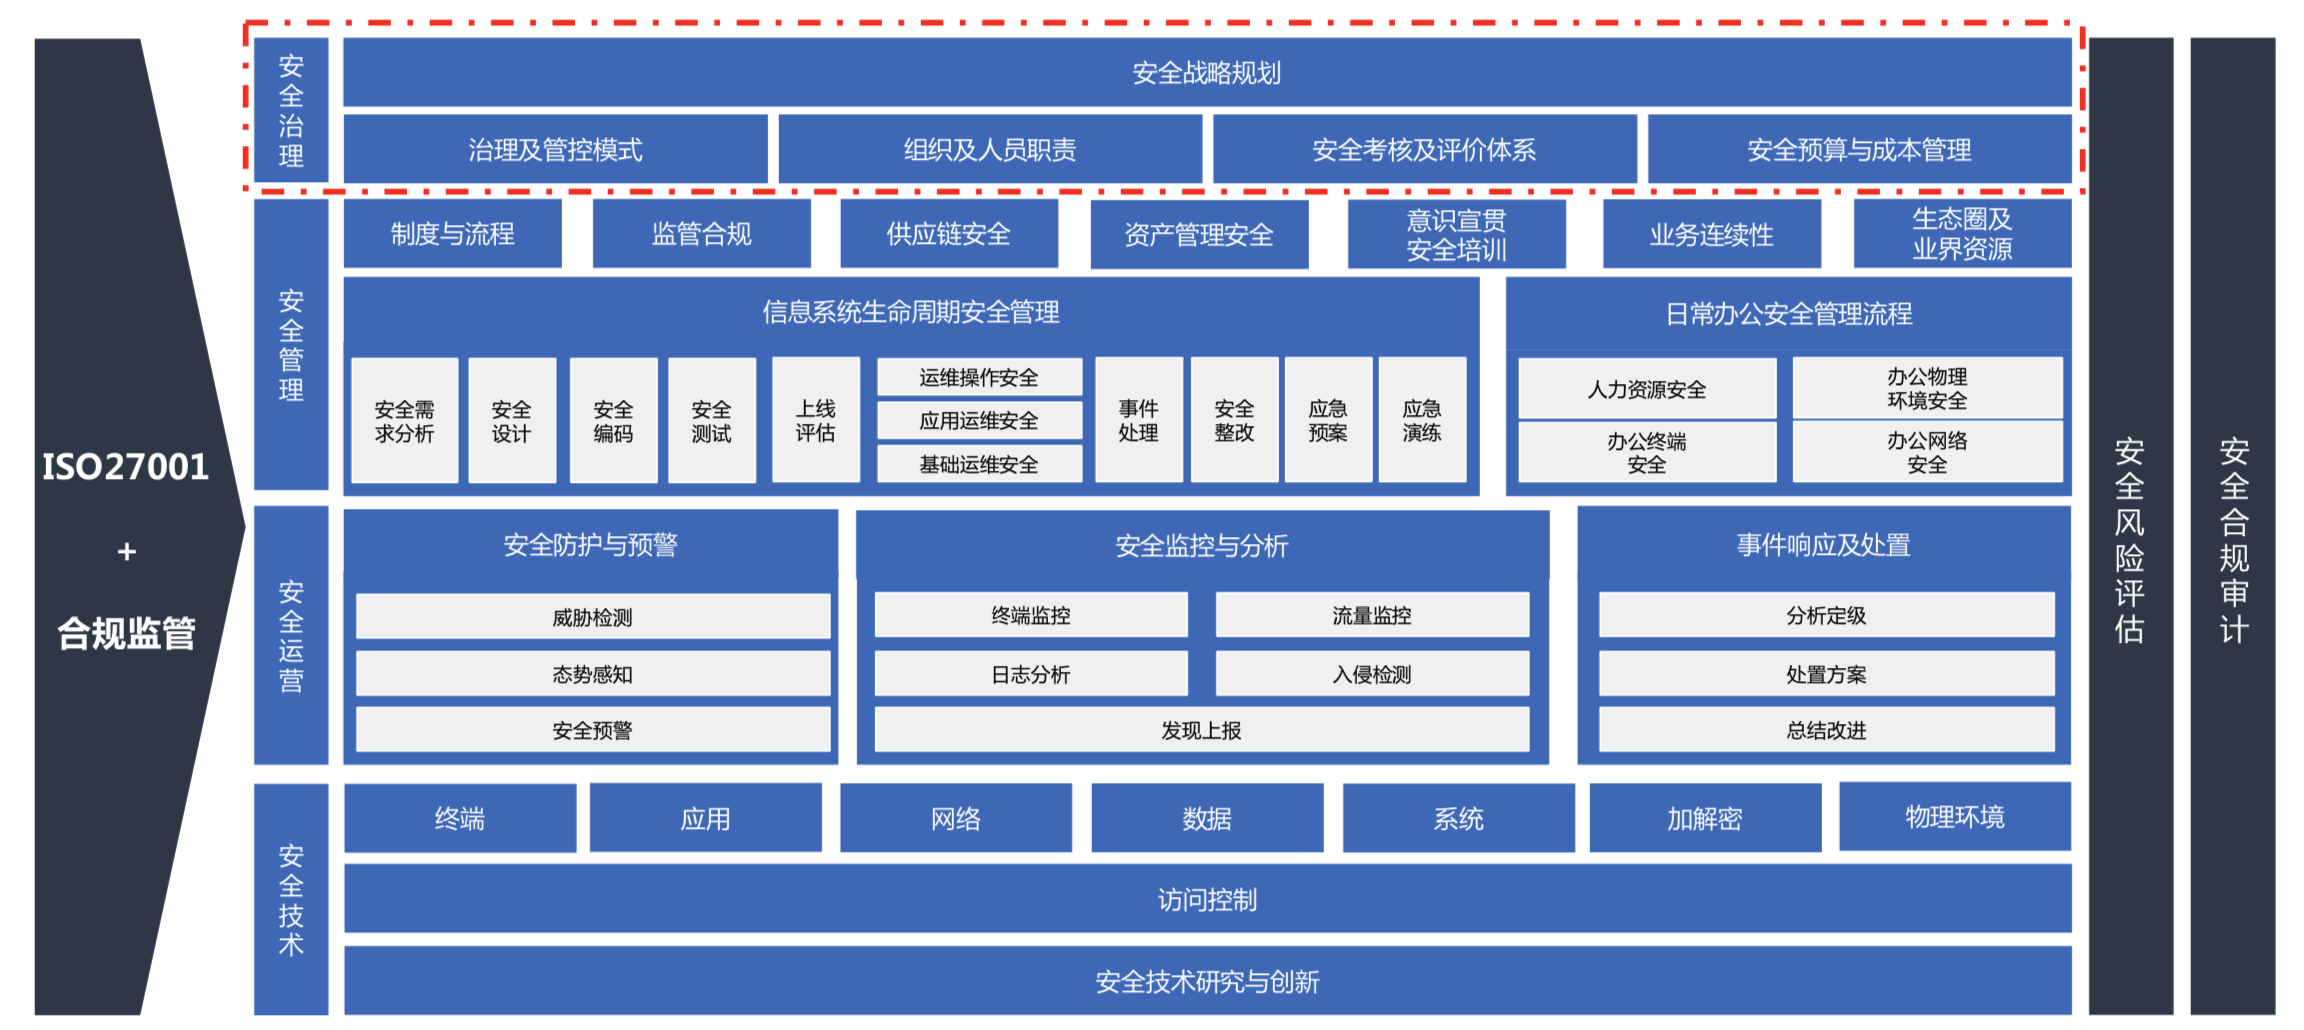 ISO27001
+
合规监管
安全治理
安全战略规划
治理及管控模式
组织及人员职责
安全考核及评价体系
安全预算与成本管理
安全管理
制度与流程
监管合规
供应链安全
资产管理安全
意识宣贯
安全培训
业务连续性
生态圈及
业界资源
信息系统生命周期安全管理
安全需
求分析
安全
设计
安全
编码
安全
测试
上线
评估
运维操作安全
应用运维安全
基础运维安全
事件
处理
安全
整改
应急
预案
应急
演练
日常办公安全管理流程
人力资源安全
办公物理
环境安全
办公终端
安全
办公网络
安全
安全运营
安全防护与预警
威胁检测
态势感知
安全预警
安全监控与分析
终端监控
流量监控
日志分析
入侵检测
发现上报
事件响应及处置
分析定级
处置方案
总结改进
安全技术
终端
应用
网络
数据
系统
加解密
物理环境
访问控制
安全技术研究与创新
安全风险评估
安全合规审计